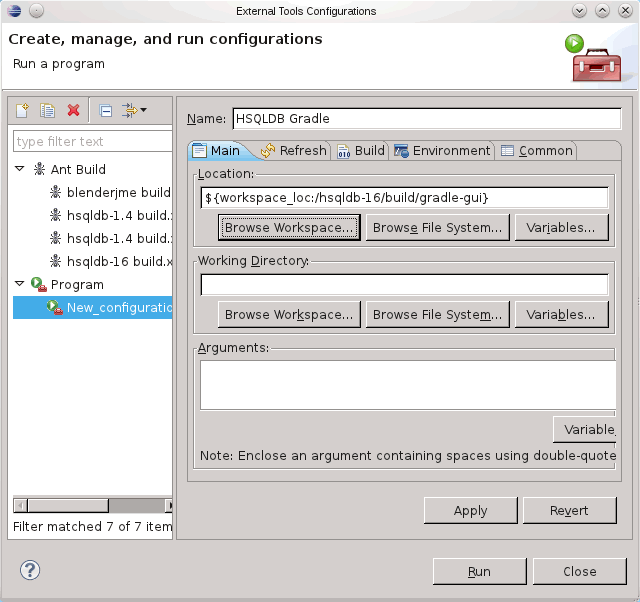 External Tools Configurations
Create, manage, and run configurations
Run a program
type filter text
Ant Build
blenderjme build
hsqldb-1.4 build.
hsqldb-1.4 build.
hsqldb-16 build.x
Program
New_configuratio
Filter matched 7 of 7 item
Name: HSQLDB Gradle
Main Refresh Build Environment Common
Location:
${workspace_loc:/hsqldb-16/build/gradle-gui}
Browse Workspace... Browse File System... Variables...
Working Directory:
Browse Workspace... Browse File System... Variables...
Arguments:
Variable
Note: Enclose an argument containing spaces using double-quote
Apply Revert
? Run Close